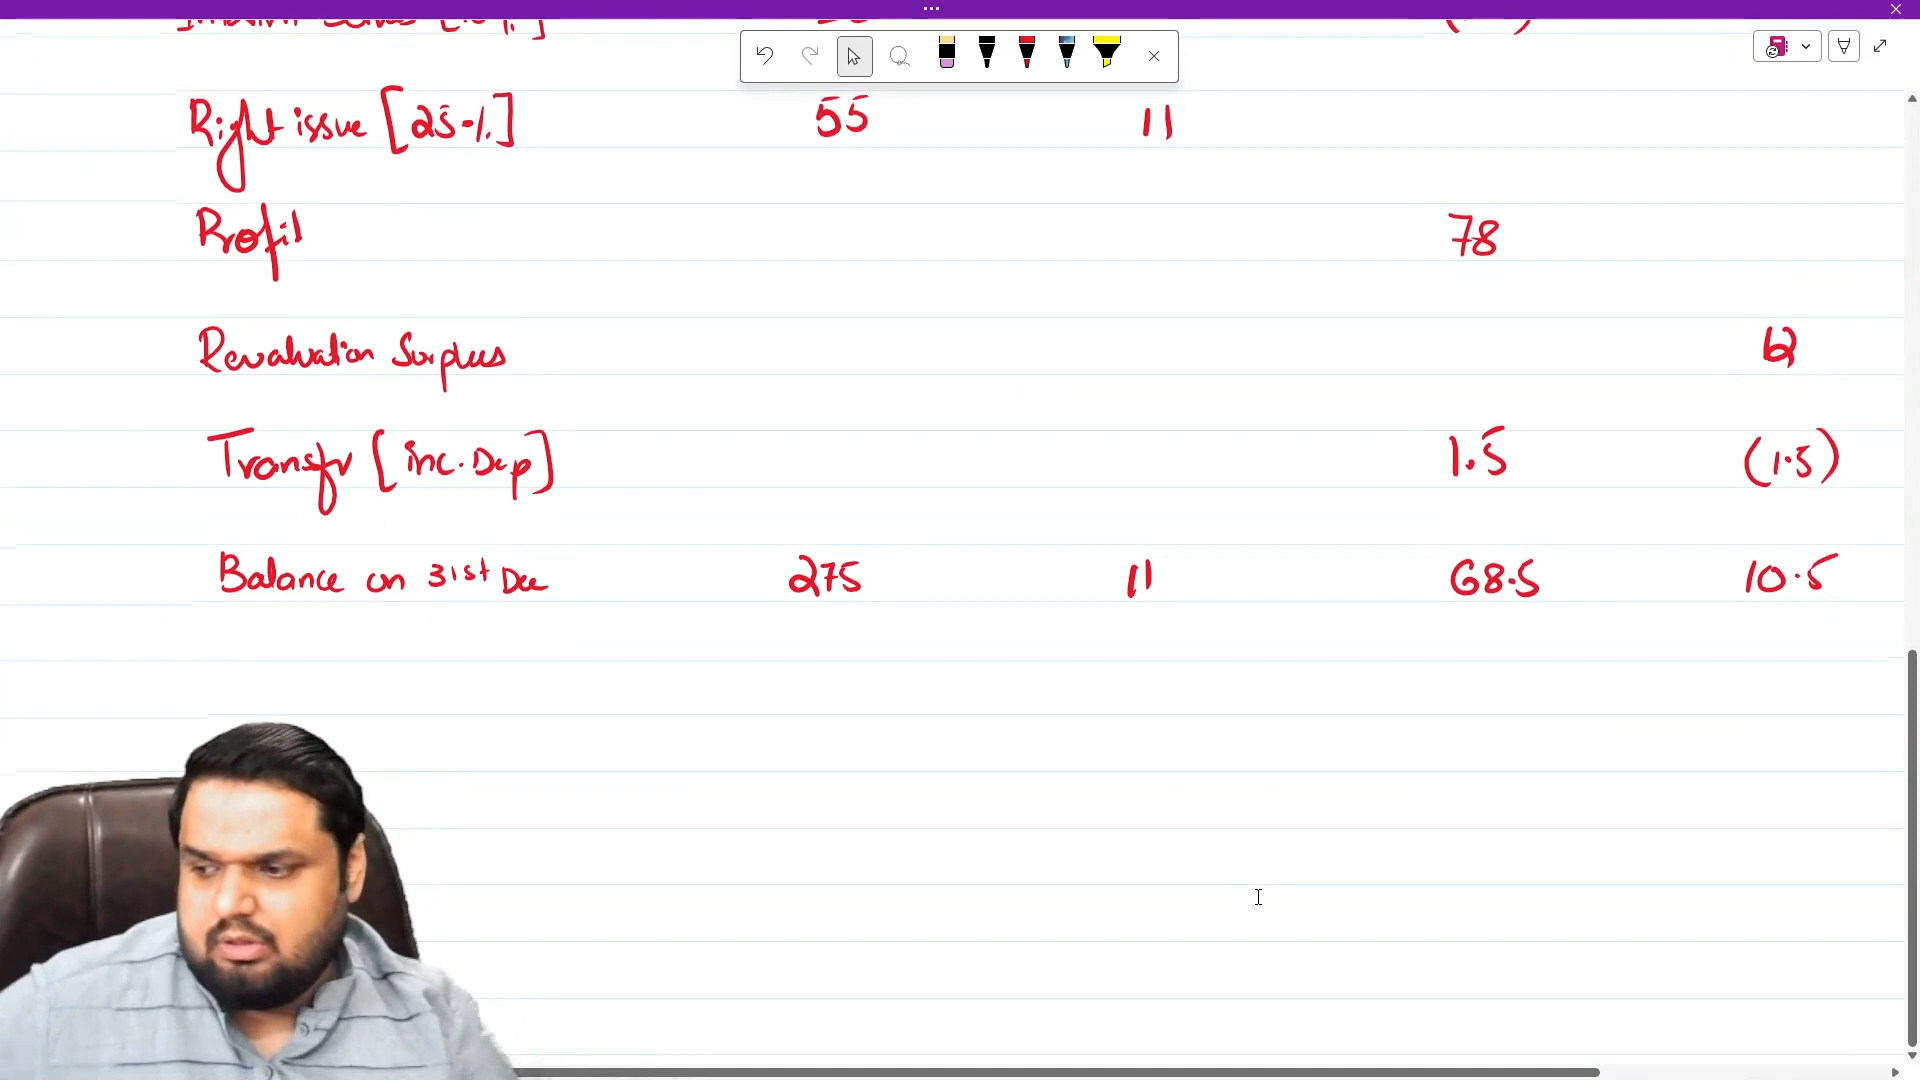 Right issue [25%] 55 11
Profit 78
Revaluation Surplus 12
Transfr [inc. Dep] 1.5 (1.5)
Balance on 31st Dec 275 11 68.5 10.5